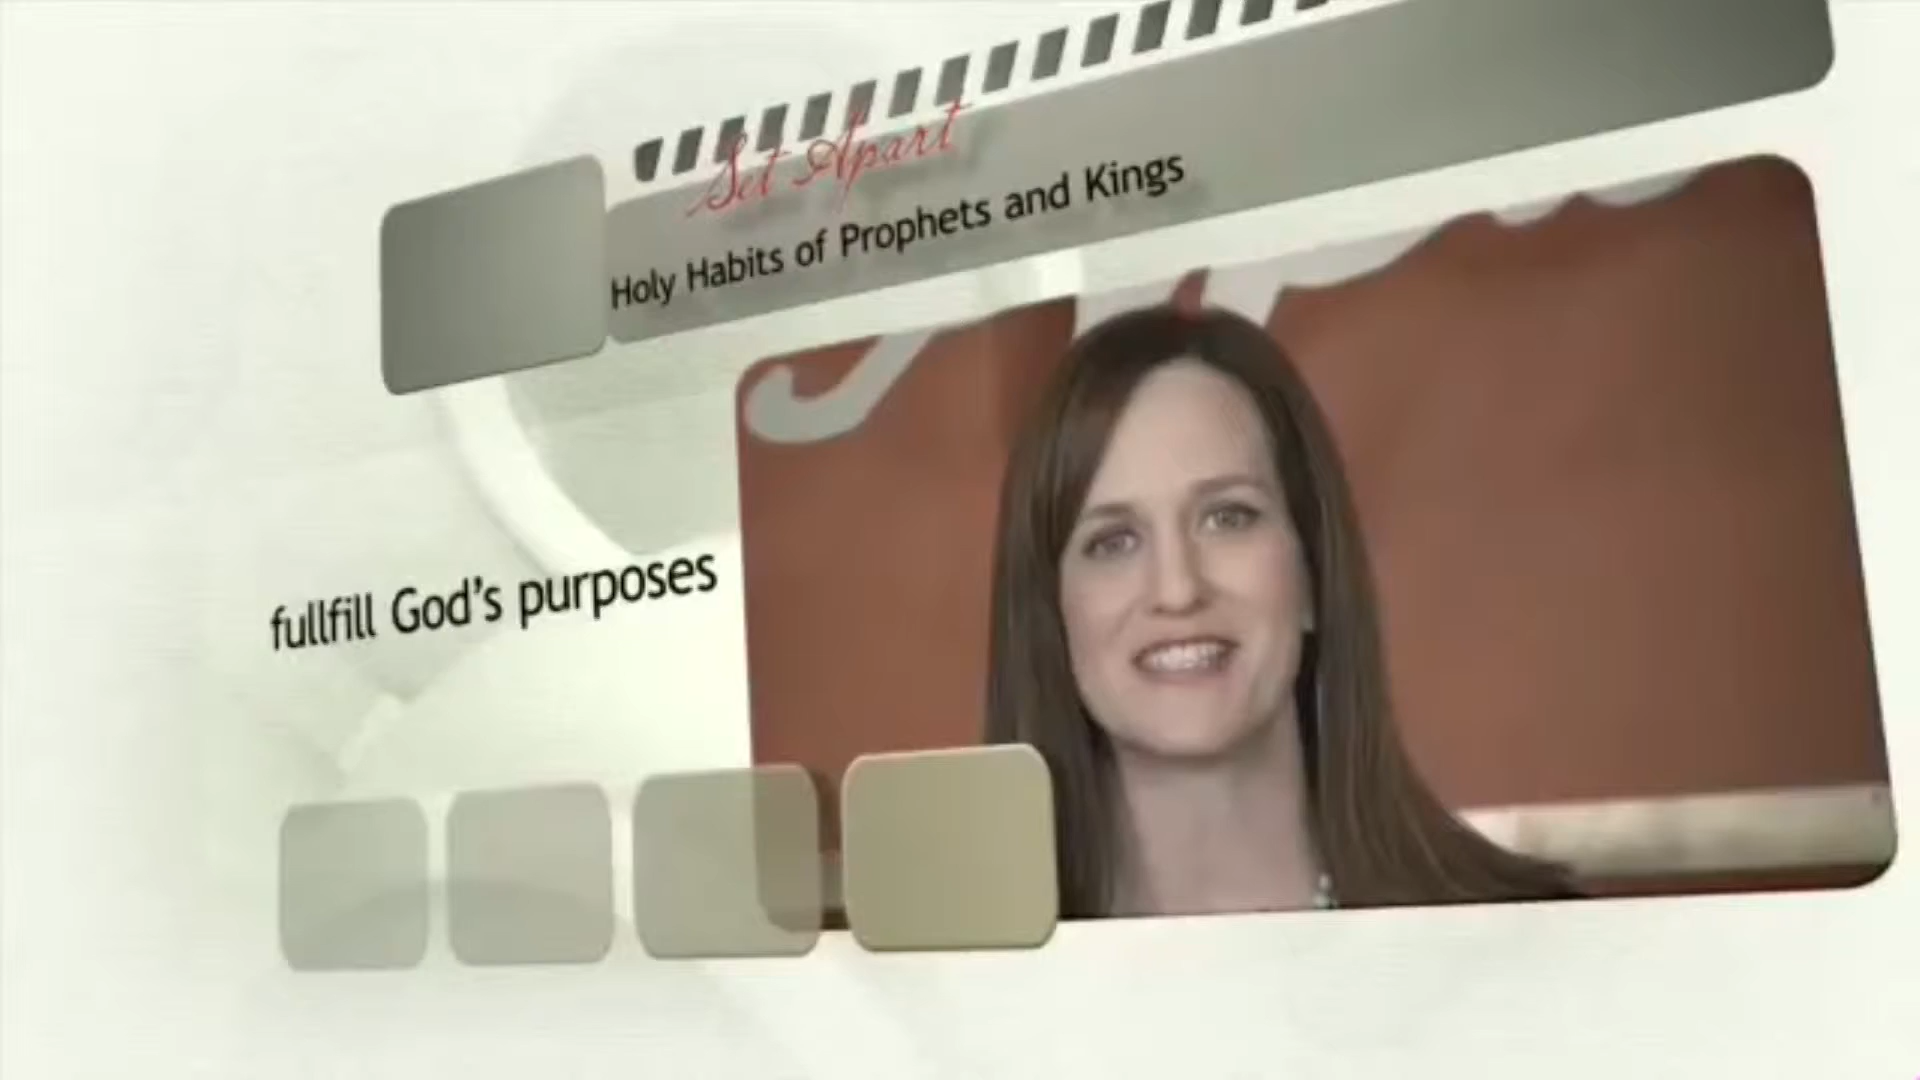 Set Apart
Holy Habits of Prophets and Kings
fullfill God's purposes